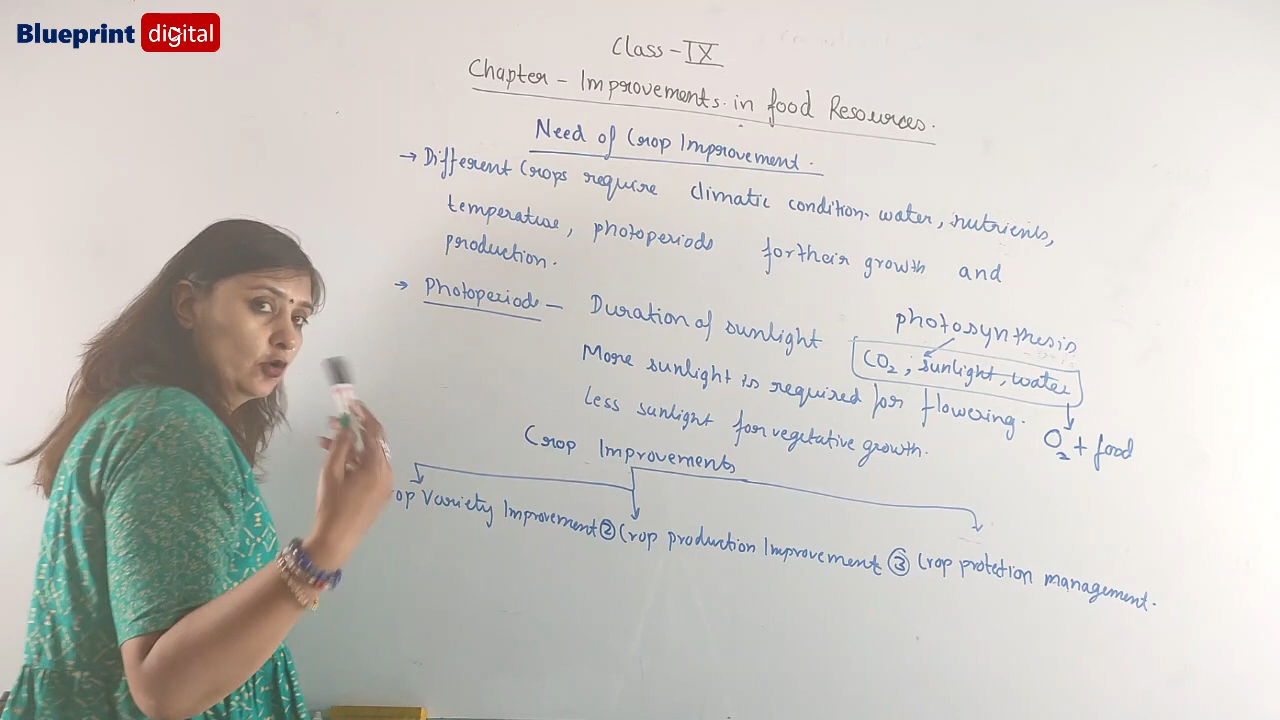 Blueprint digital
Class - IX
Chapter - Improvements in food Resources.
Need of Crop Improvement.
→ Different Crops require climatic condition. water, nutrients,
temperature, photoperiods for their growth and
production.
→ Photoperiods — Duration of sunlight
More sunlight is required for flowering.
Less sunlight for vegetative growth.
photosynthesis
CO2, sunlight, water
O2 + food
Crop Improvements
op Variety Improvement ② Crop production Improvement ③ Crop protection management.